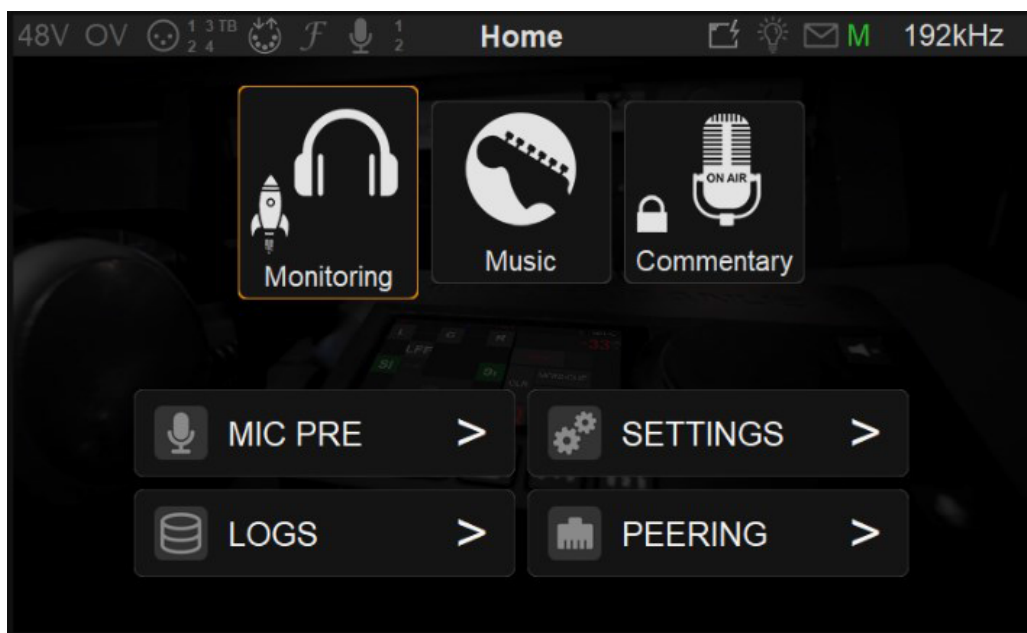 48V OV 1 3 TB 2 4 ℱ 1 2 Home M 192kHz
ON AIR
Monitoring Music Commentary
MIC PRE > SETTINGS >
LOGS > PEERING >